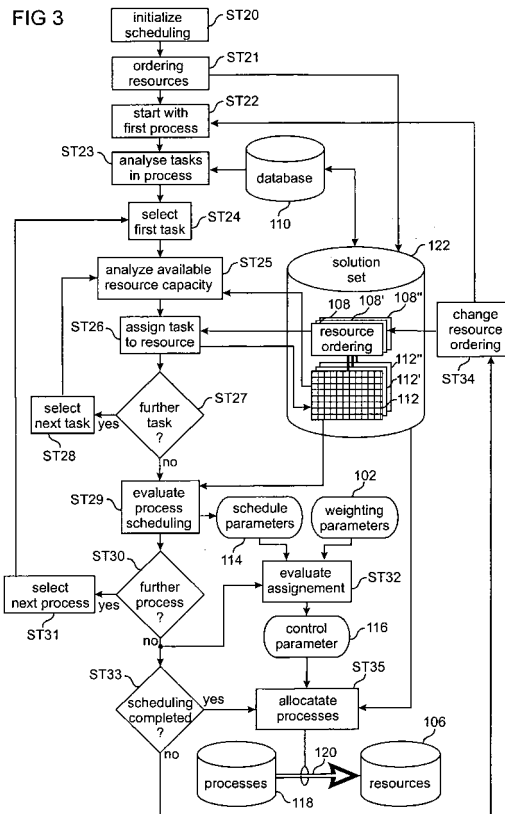 FIG 3
initialize
scheduling
ST20
ordering
resources
ST21
start with
first process
ST22
ST23
analyse tasks
in process
database
110
select
first task
ST24
122
solution
set
analyze available
resource capacity
ST25
108
108'
108"
resource
ordering
change
resource
ordering
ST34
ST26
assign task
to resource
112"
112'
112
further
task
?
ST27
select
next task
yes
ST28
no
ST29
evaluate
process
scheduling
schedule
parameters
114
102
weighting
parameters
ST30
further
process
?
select
next process
yes
ST31
no
evaluate
assignement
ST32
control
parameter
116
ST33
scheduling
completed
?
yes
no
ST35
allocatate
processes
106
processes
118
120
resources